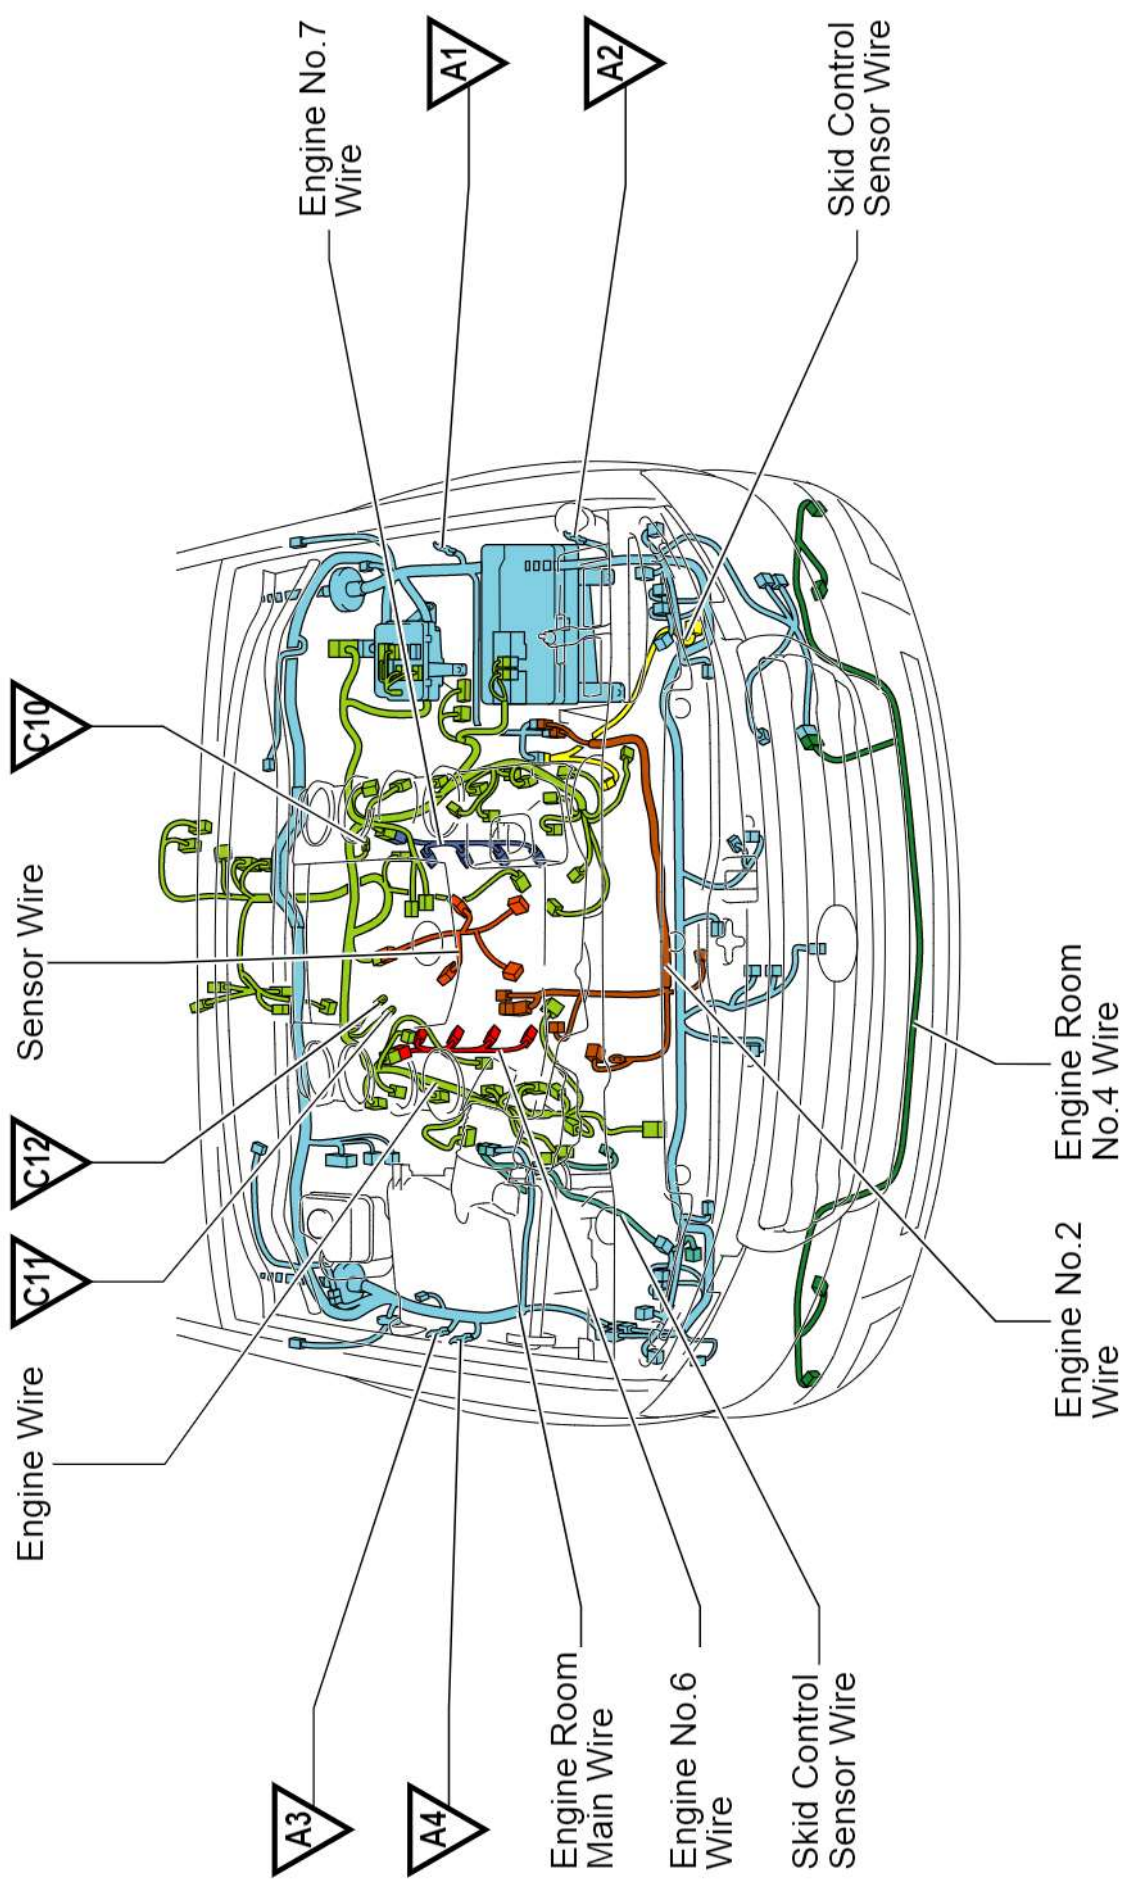 Engine Wire
C11
C12
Sensor Wire
C10
Engine No.7
Wire
A1
A2
Skid Control
Sensor Wire
A3
A4
Engine Room
Main Wire
Engine No.6
Wire
Skid Control
Sensor Wire
Engine No.2
Wire
Engine Room
No.4 Wire